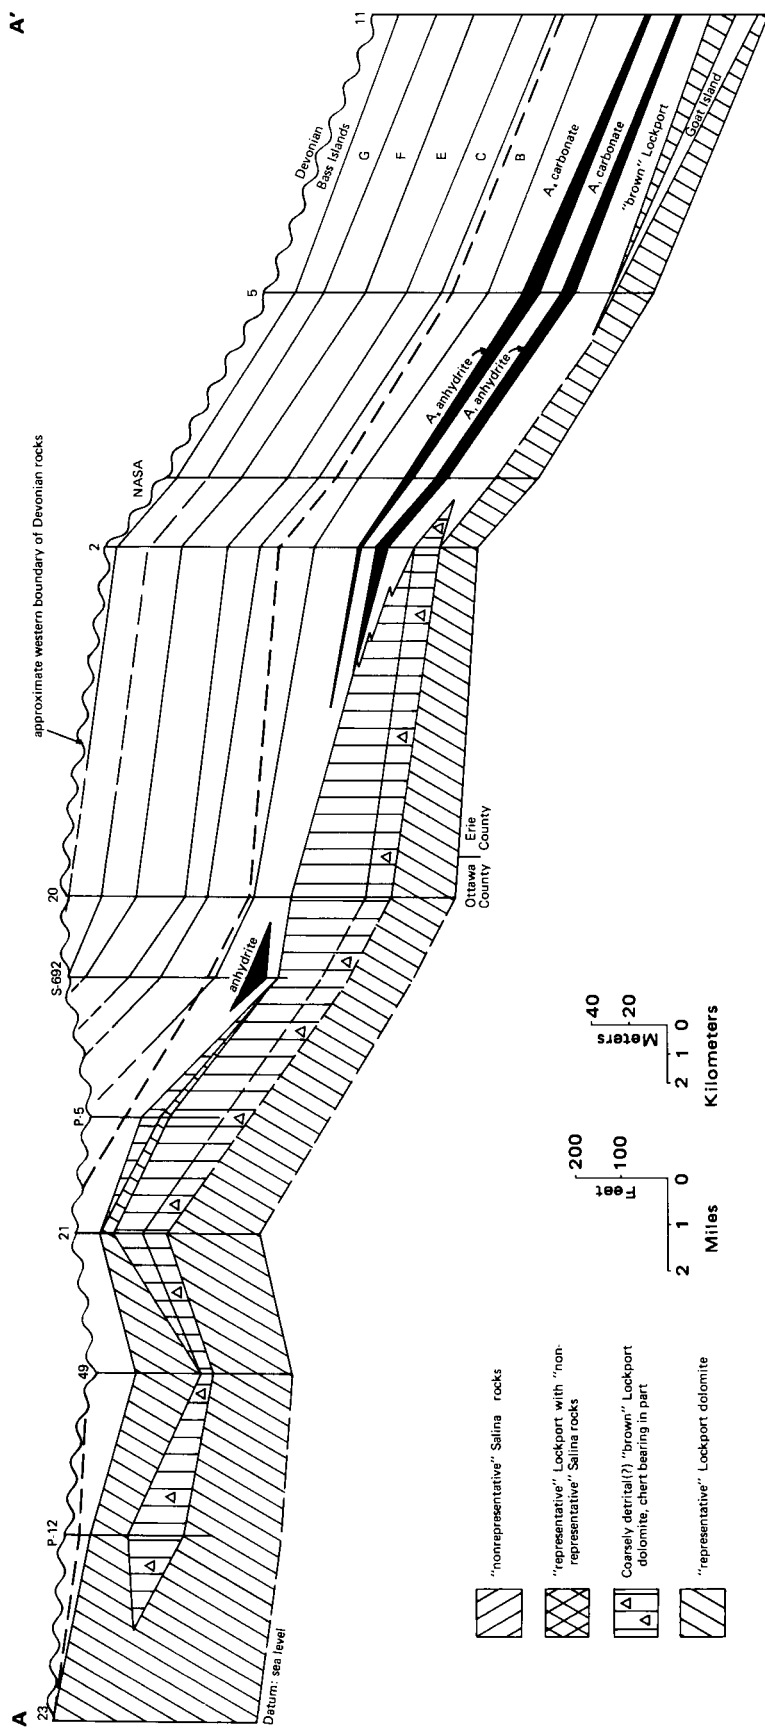 A
A'
23
P-12
49
21
P-5
S-692
20
2
NASA
5
11
approximate western boundary of Devonian rocks
Devonian
Bass Islands
G
F
E
C
B
A₂ carbonate
A₁ carbonate
"brown" Lockport
Goat Island
A₂ anhydrite
A₁ anhydrite
anhydrite
Ottawa
County
Erie
County
Datum: sea level
"nonrepresentative" Salina rocks
"representative" Lockport with "non-
representative" Salina rocks
Coarsely detrital(?) "brown" Lockport
dolomite, chert bearing in part
"representative" Lockport dolomite
200
100
Feet
2 1 0
Miles
40
20
Meters
2 1 0
Kilometers